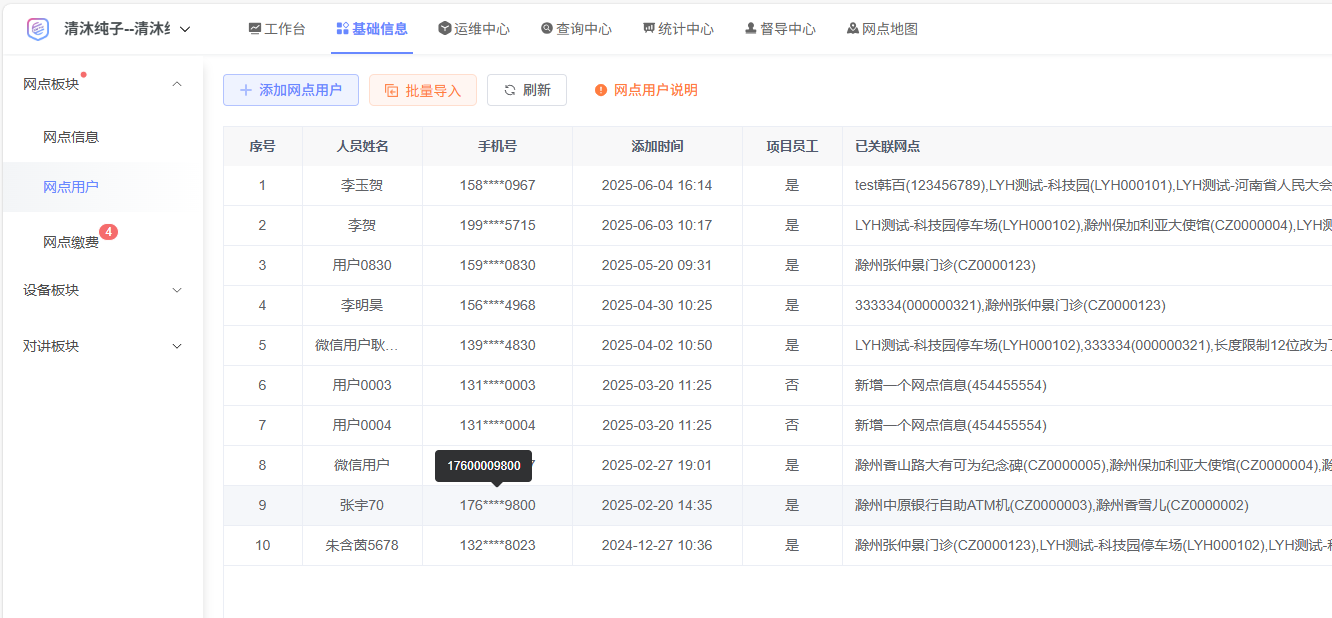 清沐纯子--清沐纟 工作台 基础信息 运维中心 查询中心 统计中心 督导中心 网点地图
网点板块
网点信息
网点用户
网点缴费 4
设备板块
对讲板块
添加网点用户 批量导入 刷新 网点用户说明
序号 人员姓名 手机号 添加时间 项目员工 已关联网点
1 李玉贺 158****0967 2025-06-04 16:14 是 test韩百(123456789),LYH测试-科技园(LYH000101),LYH测试-河南省人民大会
2 李贺 199****5715 2025-06-03 10:17 是 LYH测试-科技园停车场(LYH000102),滁州保加利亚大使馆(CZ0000004),LYH测
3 用户0830 159****0830 2025-05-20 09:31 是 滁州张仲景门诊(CZ0000123)
4 李明昊 156****4968 2025-04-30 10:25 是 333334(000000321),滁州张仲景门诊(CZ0000123)
5 微信用户耿... 139****4830 2025-04-02 10:50 是 LYH测试-科技园停车场(LYH000102),333334(000000321),长度限制12位改为了
6 用户0003 131****0003 2025-03-20 11:25 否 新增一个网点信息(454455554)
7 用户0004 131****0004 2025-03-20 11:25 否 新增一个网点信息(454455554)
8 微信用户 17600009800 7 2025-02-27 19:01 是 滁州香山路大有可为纪念碑(CZ0000005),滁州保加利亚大使馆(CZ0000004),滁
9 张宇70 176****9800 2025-02-20 14:35 是 滁州中原银行自助ATM机(CZ0000003),滁州香雪儿(CZ0000002)
10 朱含茵5678 132****8023 2024-12-27 10:36 是 滁州张仲景门诊(CZ0000123),LYH测试-科技园停车场(LYH000102),LYH测试-科